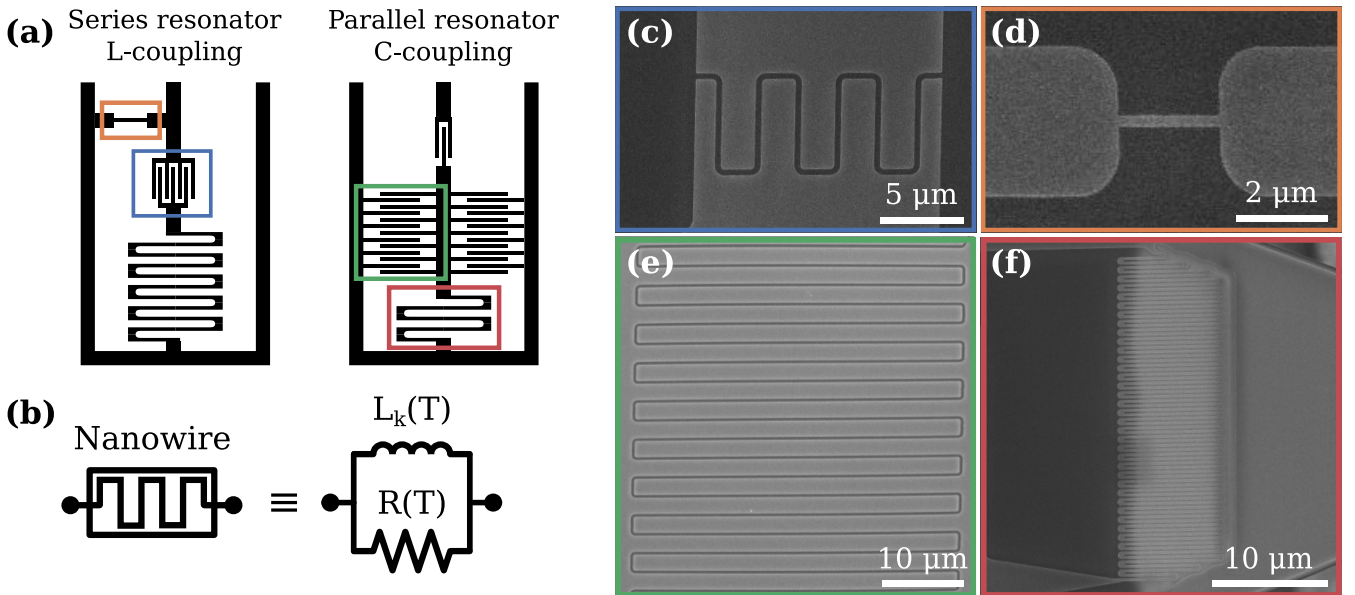 (a)
Series resonator
L-coupling
Parallel resonator
C-coupling
(b)
Nanowire
≡
L_k(T)
R(T)
(c)
5 µm
(d)
2 µm
(e)
10 µm
(f)
10 µm